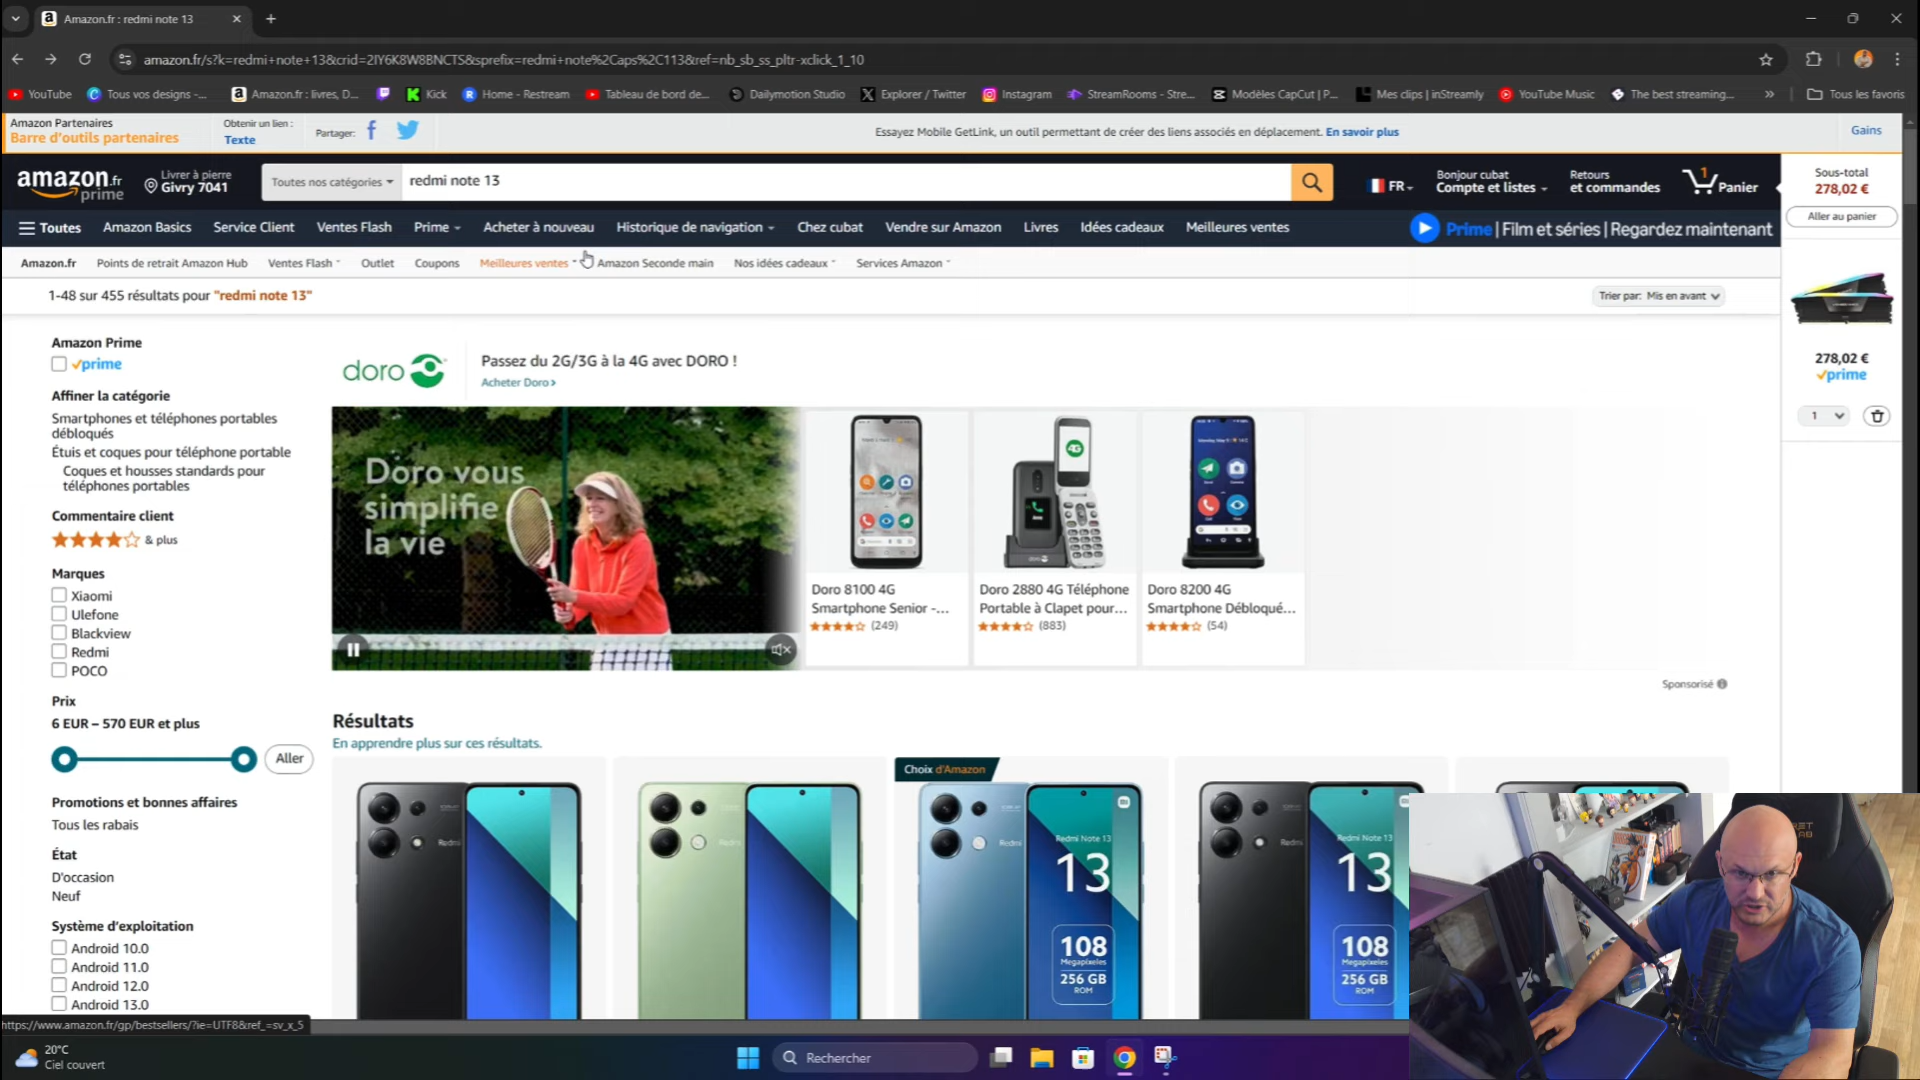 Amazon.fr : redmi note 13
amazon.fr/s?k=redmi+note+13&crid=2IY6K8W8BNCTS&sprefix=redmi+note%2Caps%2C113&ref=nb_sb_ss_pltr-xclick_1_10
YouTube
Tous vos designs -...
Amazon.fr : livres, D...
Kick
Home - Restream
Tableau de bord de...
Dailymotion Studio
Explorer / Twitter
Instagram
StreamRooms - Stre...
Modèles CapCut | P...
Mes clips | inStreamly
YouTube Music
The best streaming...
Tous les favoris
Amazon Partenaires
Barre d'outils partenaires
Obtenir un lien :
Texte
Partager:
Essayez Mobile GetLink, un outil permettant de créer des liens associés en déplacement. En savoir plus
Gains
amazon.fr
prime
Livrer à pierre
Givry 7041
Toutes nos catégories
redmi note 13
FR
Bonjour cubat
Compte et listes
Retours
et commandes
1
Panier
Sous-total
278,02 €
Aller au panier
Toutes
Amazon Basics
Service Client
Ventes Flash
Prime
Acheter à nouveau
Historique de navigation
Chez cubat
Vendre sur Amazon
Livres
Idées cadeaux
Meilleures ventes
Prime | Film et séries | Regardez maintenant
Amazon.fr
Points de retrait Amazon Hub
Ventes Flash
Outlet
Coupons
Meilleures ventes
Amazon Seconde main
Nos idées cadeaux
Services Amazon
1-48 sur 455 résultats pour "redmi note 13"
Trier par: Mis en avant
278,02 €
prime
1
Amazon Prime
prime
Affiner la catégorie
Smartphones et téléphones portables
débloqués
Étuis et coques pour téléphone portable
Coques et housses standards pour
téléphones portables
Commentaire client
& plus
Marques
Xiaomi
Ulefone
Blackview
Redmi
POCO
Prix
6 EUR – 570 EUR et plus
Aller
Promotions et bonnes affaires
Tous les rabais
État
D'occasion
Neuf
Système d'exploitation
Android 10.0
Android 11.0
Android 12.0
Android 13.0
doro
Passez du 2G/3G à la 4G avec DORO !
Acheter Doro
Doro vous
simplifie
la vie
4G
Doro 8100 4G
Smartphone Senior -...
(249)
Doro 2880 4G Téléphone
Portable à Clapet pour...
(883)
Doro 8200 4G
Smartphone Débloqué...
(54)
Sponsorisé
Résultats
En apprendre plus sur ces résultats.
Redmi
Redmi
Choix d'Amazon
Redmi
Redmi Note 13
13
108
Megapixeles
256 GB
ROM
Redmi
Redmi Note 13
13
108
Megapixeles
256 GB
ROM
https://www.amazon.fr/gp/bestsellers/?ie=UTF8&ref_=sv_x_5
20°C
Ciel couvert
Rechercher